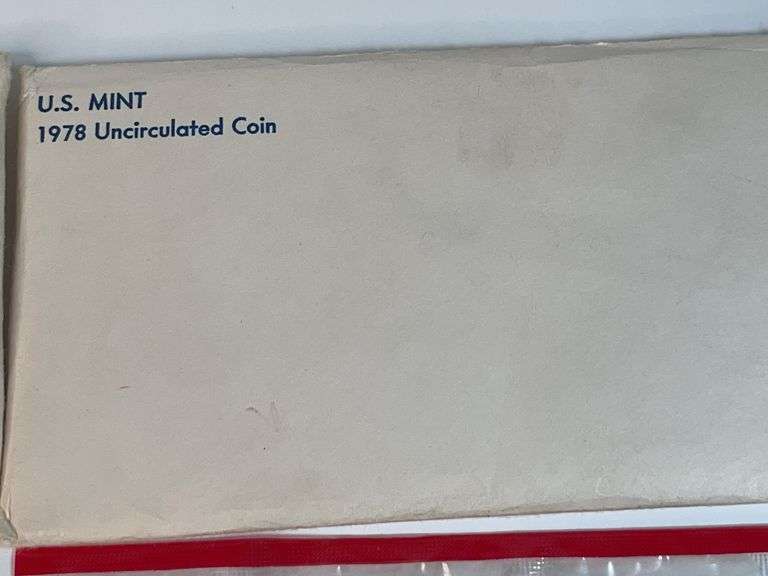 U.S. MINT
1978 Uncirculated Coin